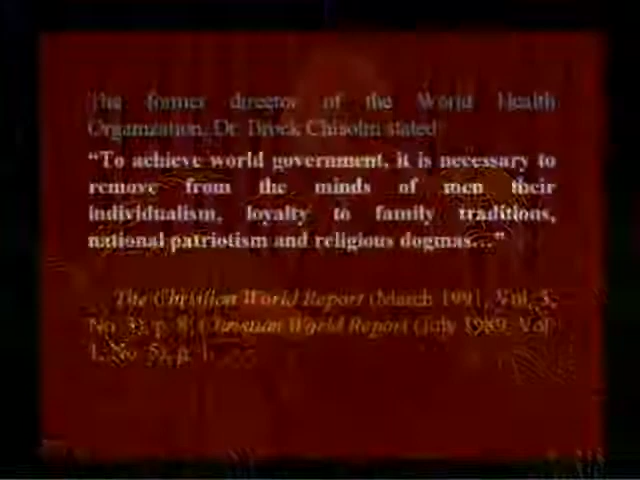 The former director of the World Health
Organization, Dr. Brock Chisolm stated:
“To achieve world government, it is necessary to
remove from the minds of men their
individualism, loyalty to family traditions,
national patriotism and religious dogmas...”
The Christian World Report (March 1991, Vol. 3,
No. 3), p. 8; Christian World Report (July 1989, Vol.
1, No. 5), p. 1.